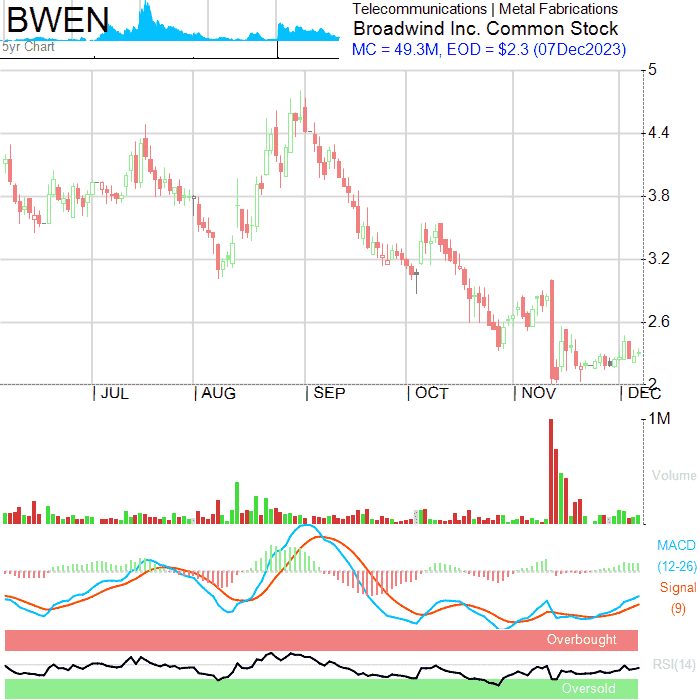 BWEN
5yr Chart
Telecommunications | Metal Fabrications
Broadwind Inc. Common Stock
MC = 49.3M, EOD = $2.3 (07Dec2023)
5
4.4
3.8
3.2
2.6
2
| JUL | AUG | SEP | OCT | NOV | DEC
1M
Volume
MACD
(12-26)
Signal
(9)
Overbought
RSI(14)
Oversold